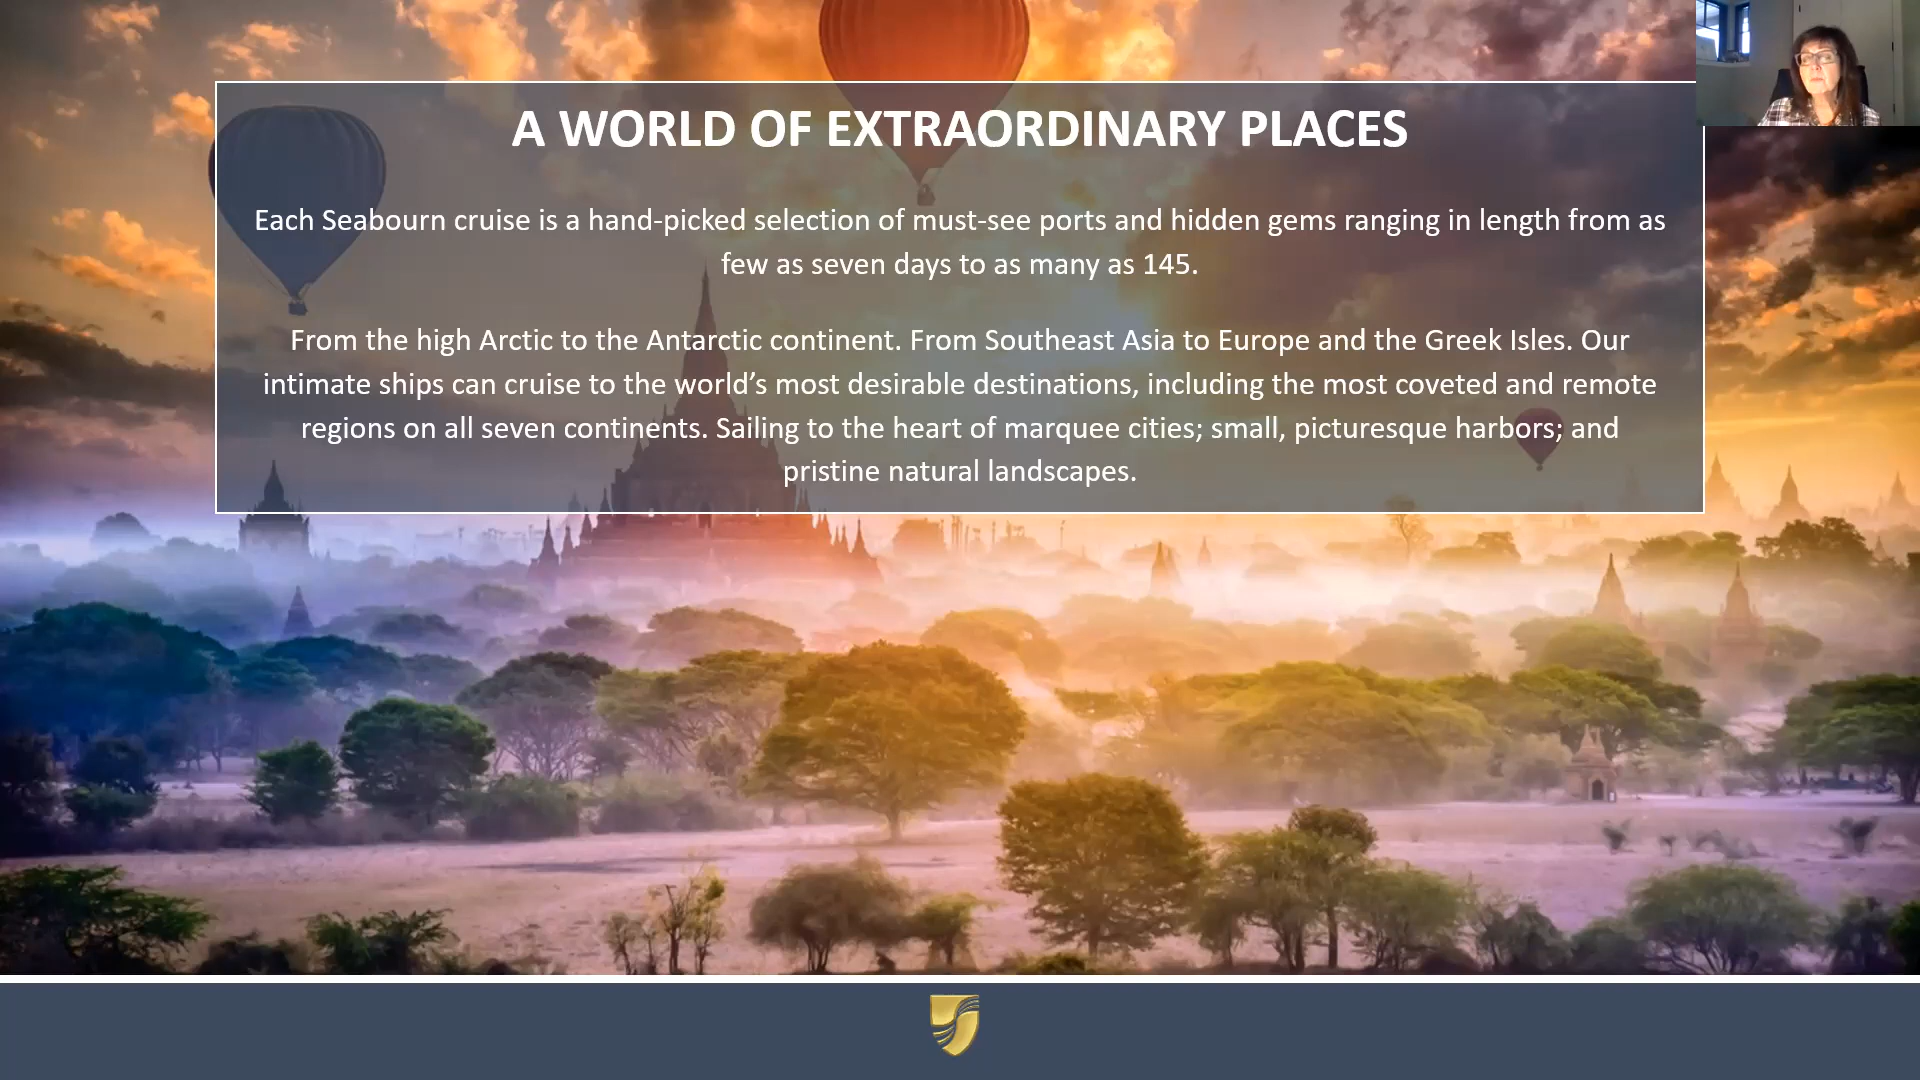 A WORLD OF EXTRAORDINARY PLACES
Each Seabourn cruise is a hand-picked selection of must-see ports and hidden gems ranging in length from as
few as seven days to as many as 145.
From the high Arctic to the Antarctic continent. From Southeast Asia to Europe and the Greek Isles. Our
intimate ships can cruise to the world’s most desirable destinations, including the most coveted and remote
regions on all seven continents. Sailing to the heart of marquee cities; small, picturesque harbors; and
pristine natural landscapes.